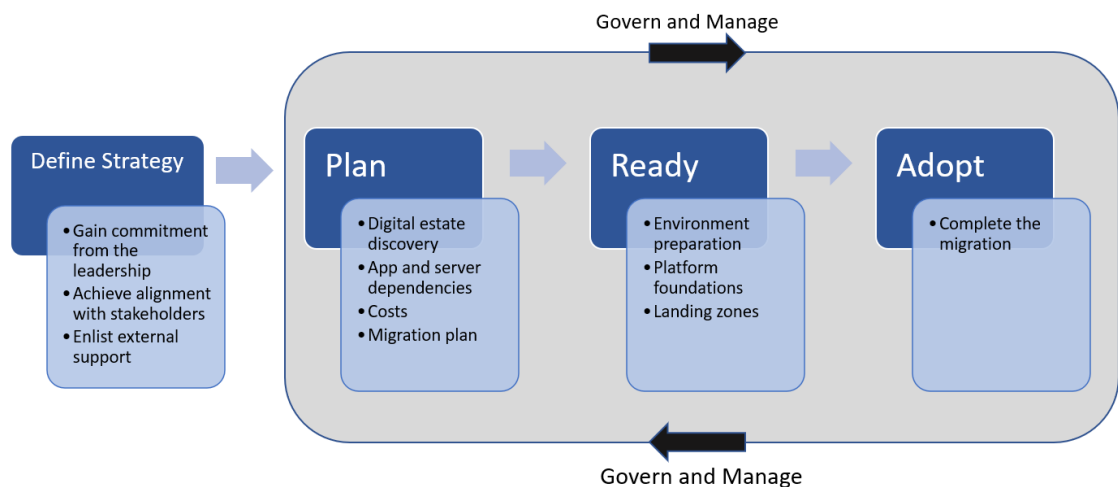 Govern and Manage
Define Strategy
• Gain commitment
from the
leadership
• Achieve alignment
with stakeholders
• Enlist external
support
Plan
• Digital estate
discovery
• App and server
dependencies
• Costs
• Migration plan
Ready
• Environment
preparation
• Platform
foundations
• Landing zones
Adopt
• Complete the
migration
Govern and Manage